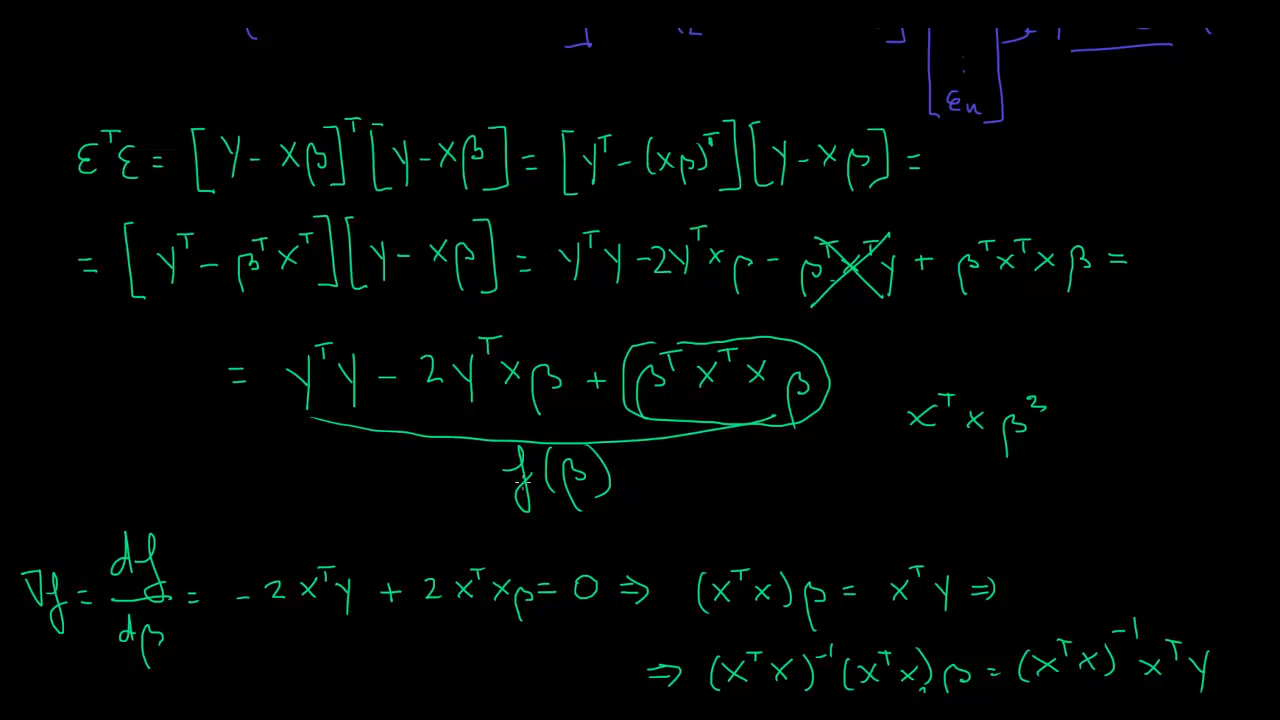 εₙ
εᵀε = [Y - Xβ]ᵀ[Y - Xβ] = [Yᵀ - (Xβ)ᵀ][Y - Xβ] =
= [Yᵀ - βᵀXᵀ][Y - Xβ] = YᵀY - 2YᵀXβ - βᵀXᵀY + βᵀXᵀXβ =
= YᵀY - 2YᵀXβ + βᵀXᵀXβ
XᵀXβ²
f(β)
∇f = df/dβ = -2XᵀY + 2XᵀXβ = 0 ⇒ (XᵀX)β = XᵀY ⇒
⇒ (XᵀX)⁻¹(XᵀX)β = (XᵀX)⁻¹XᵀY